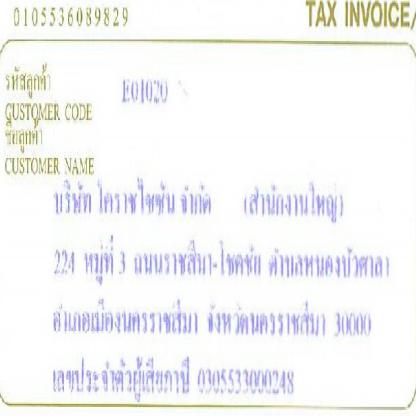 0105536089829
TAX INVOICE/
รหัสลูกค้า
E01020
CUSTOMER CODE
ชื่อลูกค้า
CUSTOMER NAME
บริษัท โคราชไซซัน จำกัด (สำนักงานใหญ่)
224 หมู่ที่ 3 ถนนราชสีมา-โชคชัย ตำบลหนองบัวศาลา
อำเภอเมืองนครราชสีมา จังหวัดนครราชสีมา 30000
เลขประจำตัวผู้เสียภาษี 0305533000248